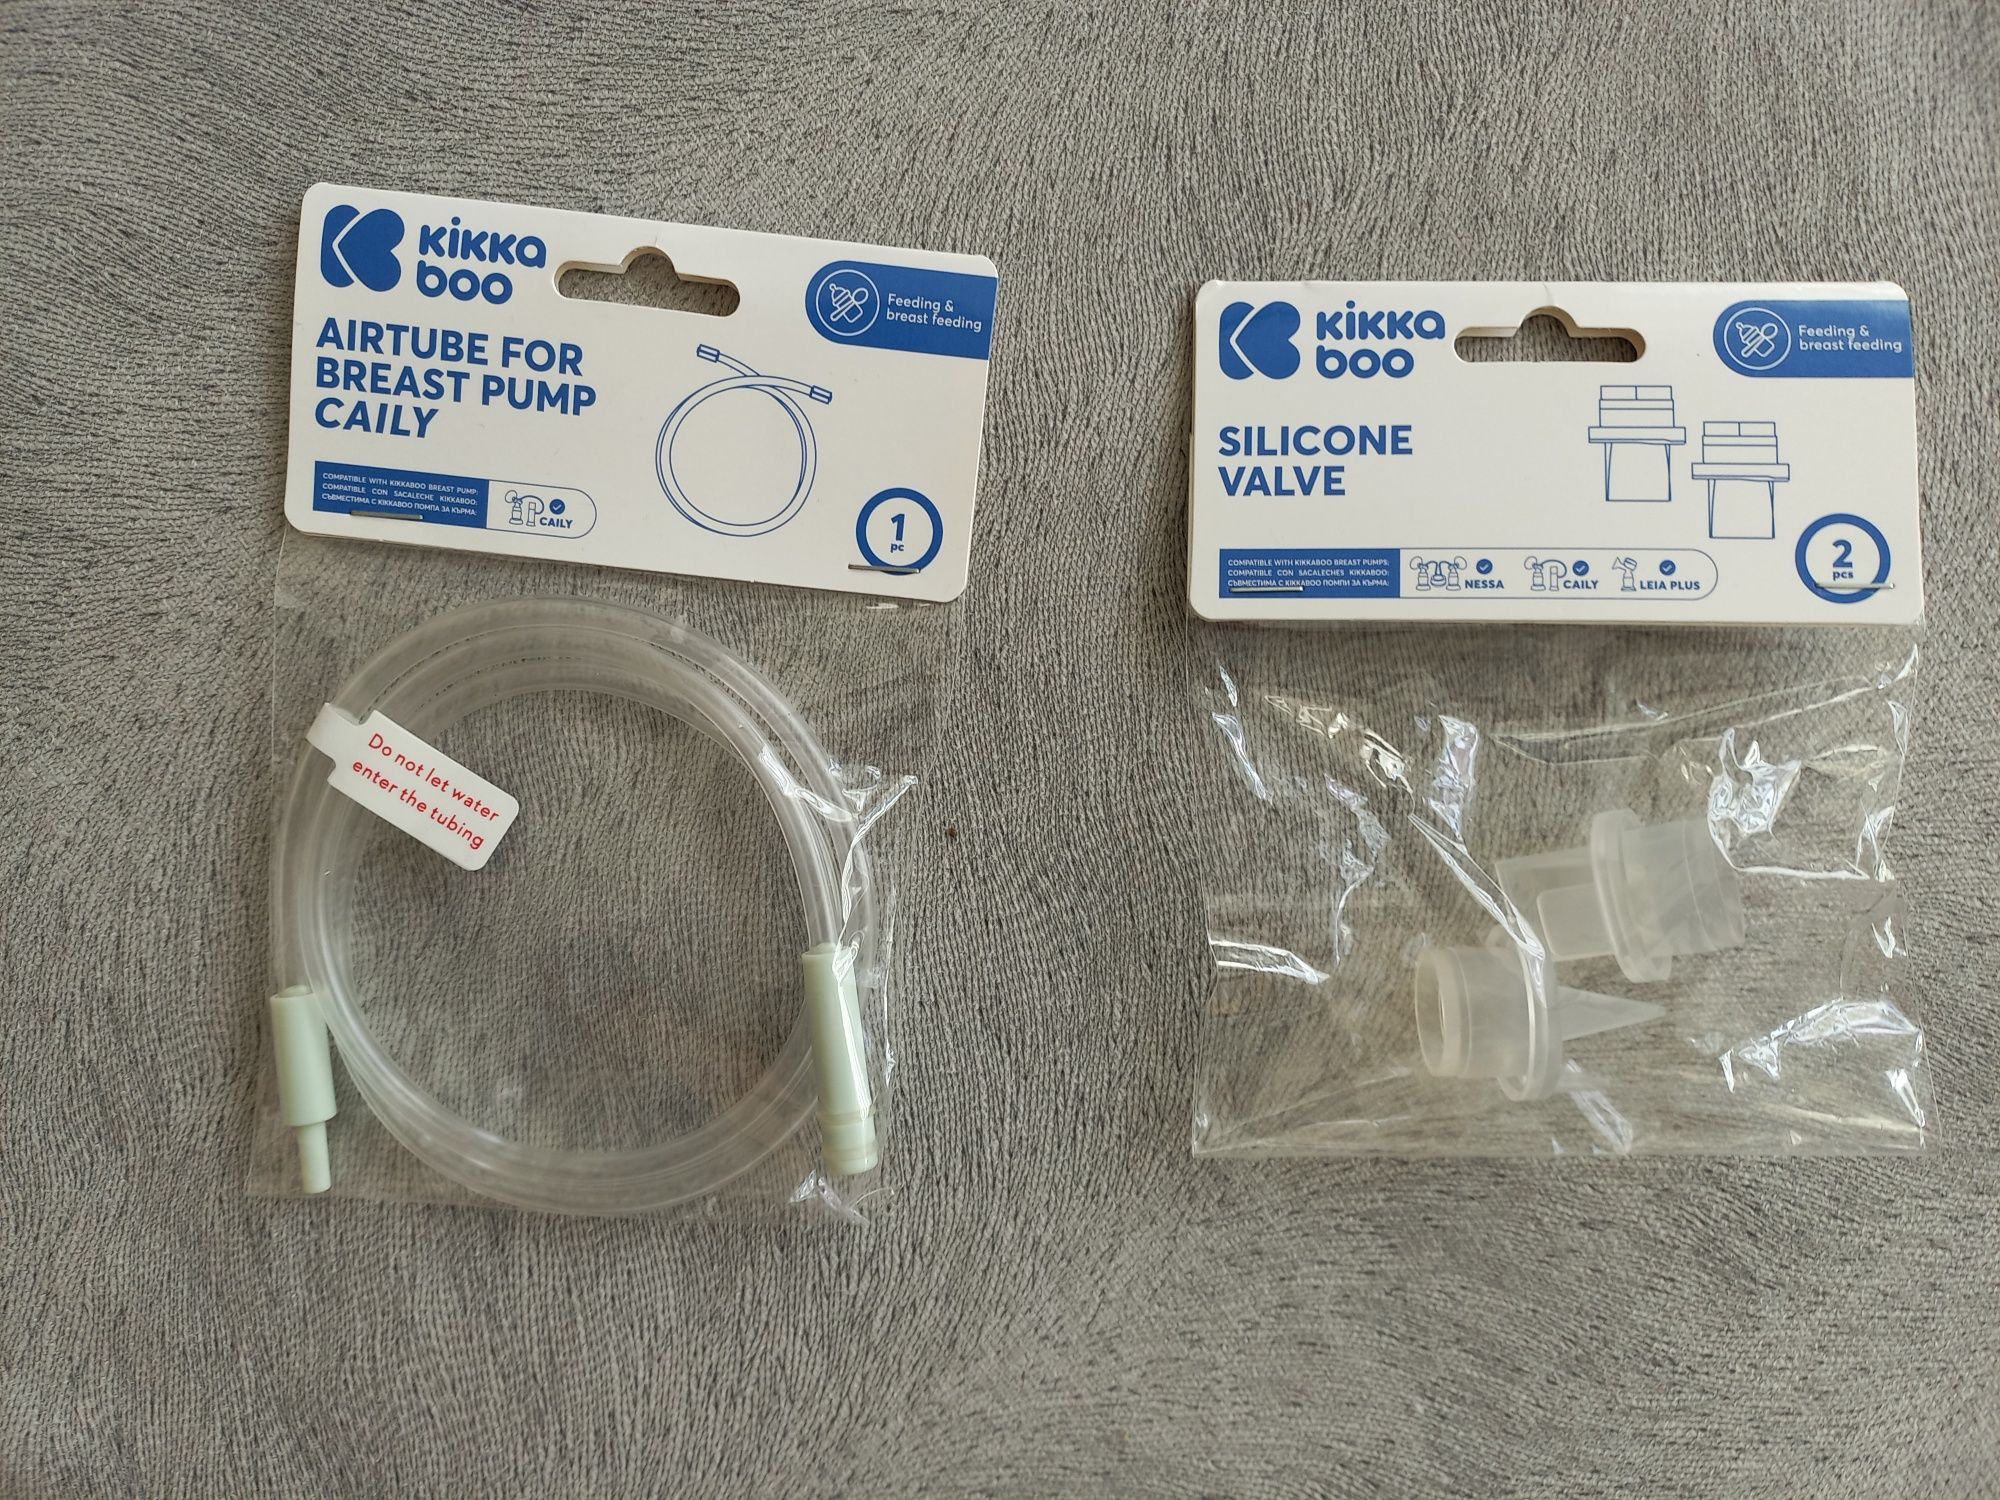 кikka
boo
Feeding &
breast feeding
AIRTUBE FOR
BREAST PUMP
CAILY
COMPATIBLE WITH KIKKABOO BREAST PUMP:
COMPATIBLE CON SACALECHE KIKKABOO:
СЪВМЕСТИМА С KIKKABOO ПОМПА ЗА КЪРМА:
CAILY
1
pc
Do not let water
enter the tubing
кikka
boo
Feeding &
breast feeding
SILICONE
VALVE
COMPATIBLE WITH KIKKABOO BREAST PUMPS:
COMPATIBLE CON SACALECHES KIKKABOO:
СЪВМЕСТИМА С KIKKABOO ПОМПИ ЗА КЪРМА:
NESSA
CAILY
LEIA PLUS
2
pcs